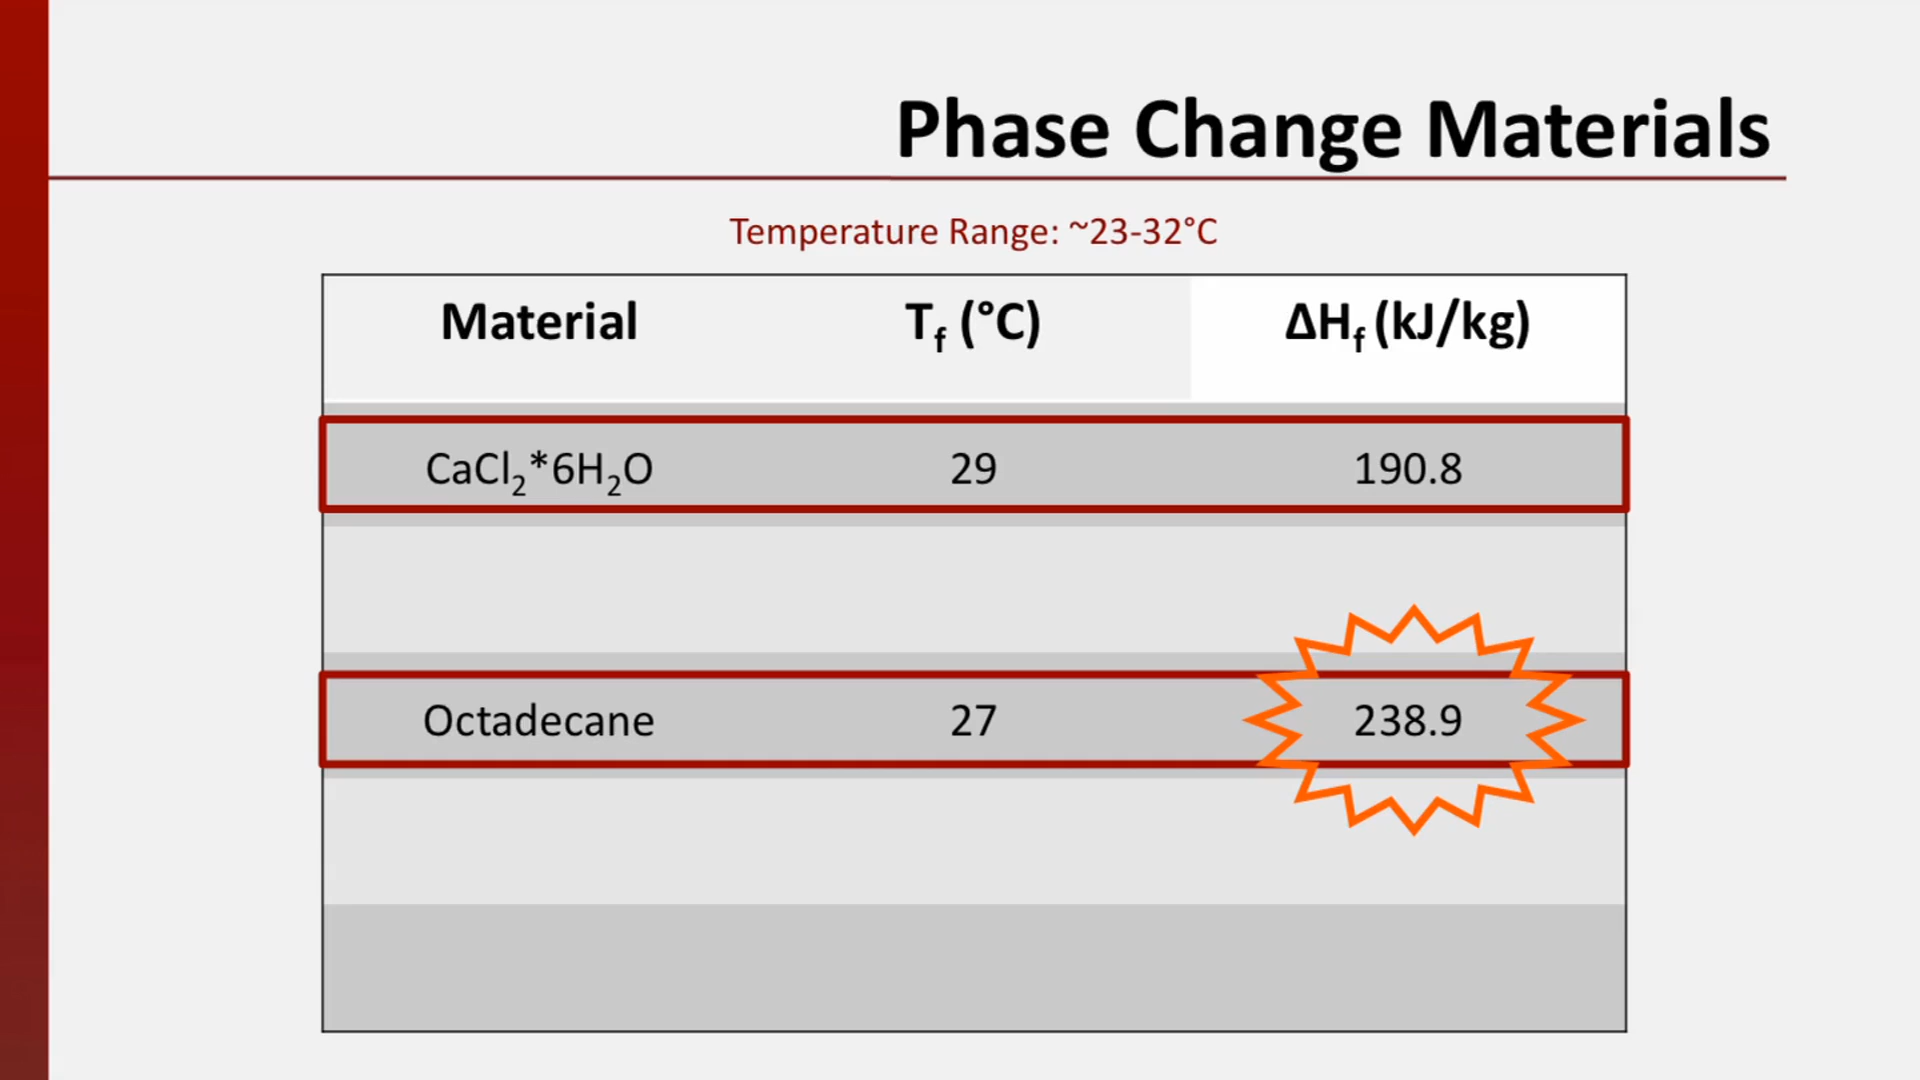 Phase Change Materials
Temperature Range: ~23-32°C
Material T_f (°C) ΔH_f (kJ/kg)
CaCl₂*6H₂O 29 190.8
Octadecane 27 238.9